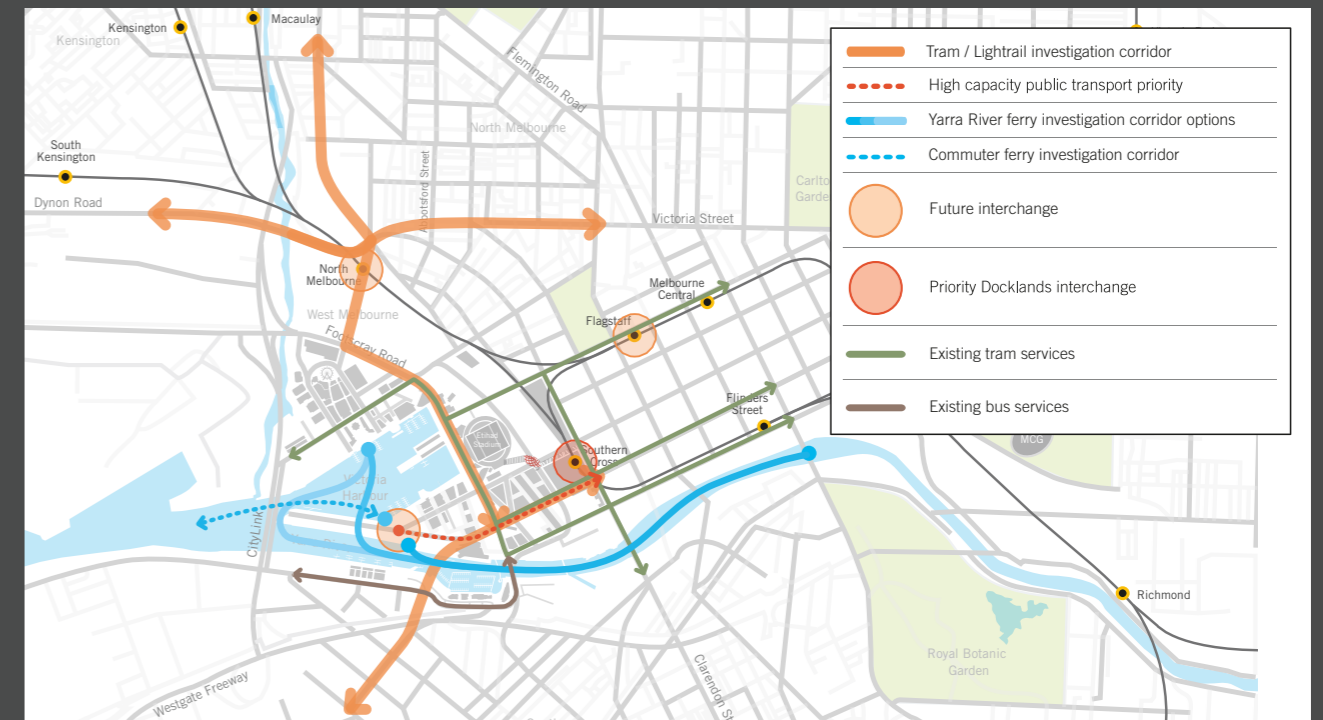 Kensington
Macaulay
Kensington
Flemington Road
North Melbourne
South
Kensington
Abbotsford Street
Dynon Road
Victoria Street
North
Melbourne
West Melbourne
Footscray Road
Melbourne
Central
Flagstaff
Flinders
Street
Etihad
Stadium
Southern
Cross
Victoria
Harbour
CityLink
MCG
Richmond
Royal Botanic
Garden
Westgate Freeway
Clarendon St
Tram / Lightrail investigation corridor
High capacity public transport priority
Yarra River ferry investigation corridor options
Commuter ferry investigation corridor
Future interchange
Priority Docklands interchange
Existing tram services
Existing bus services